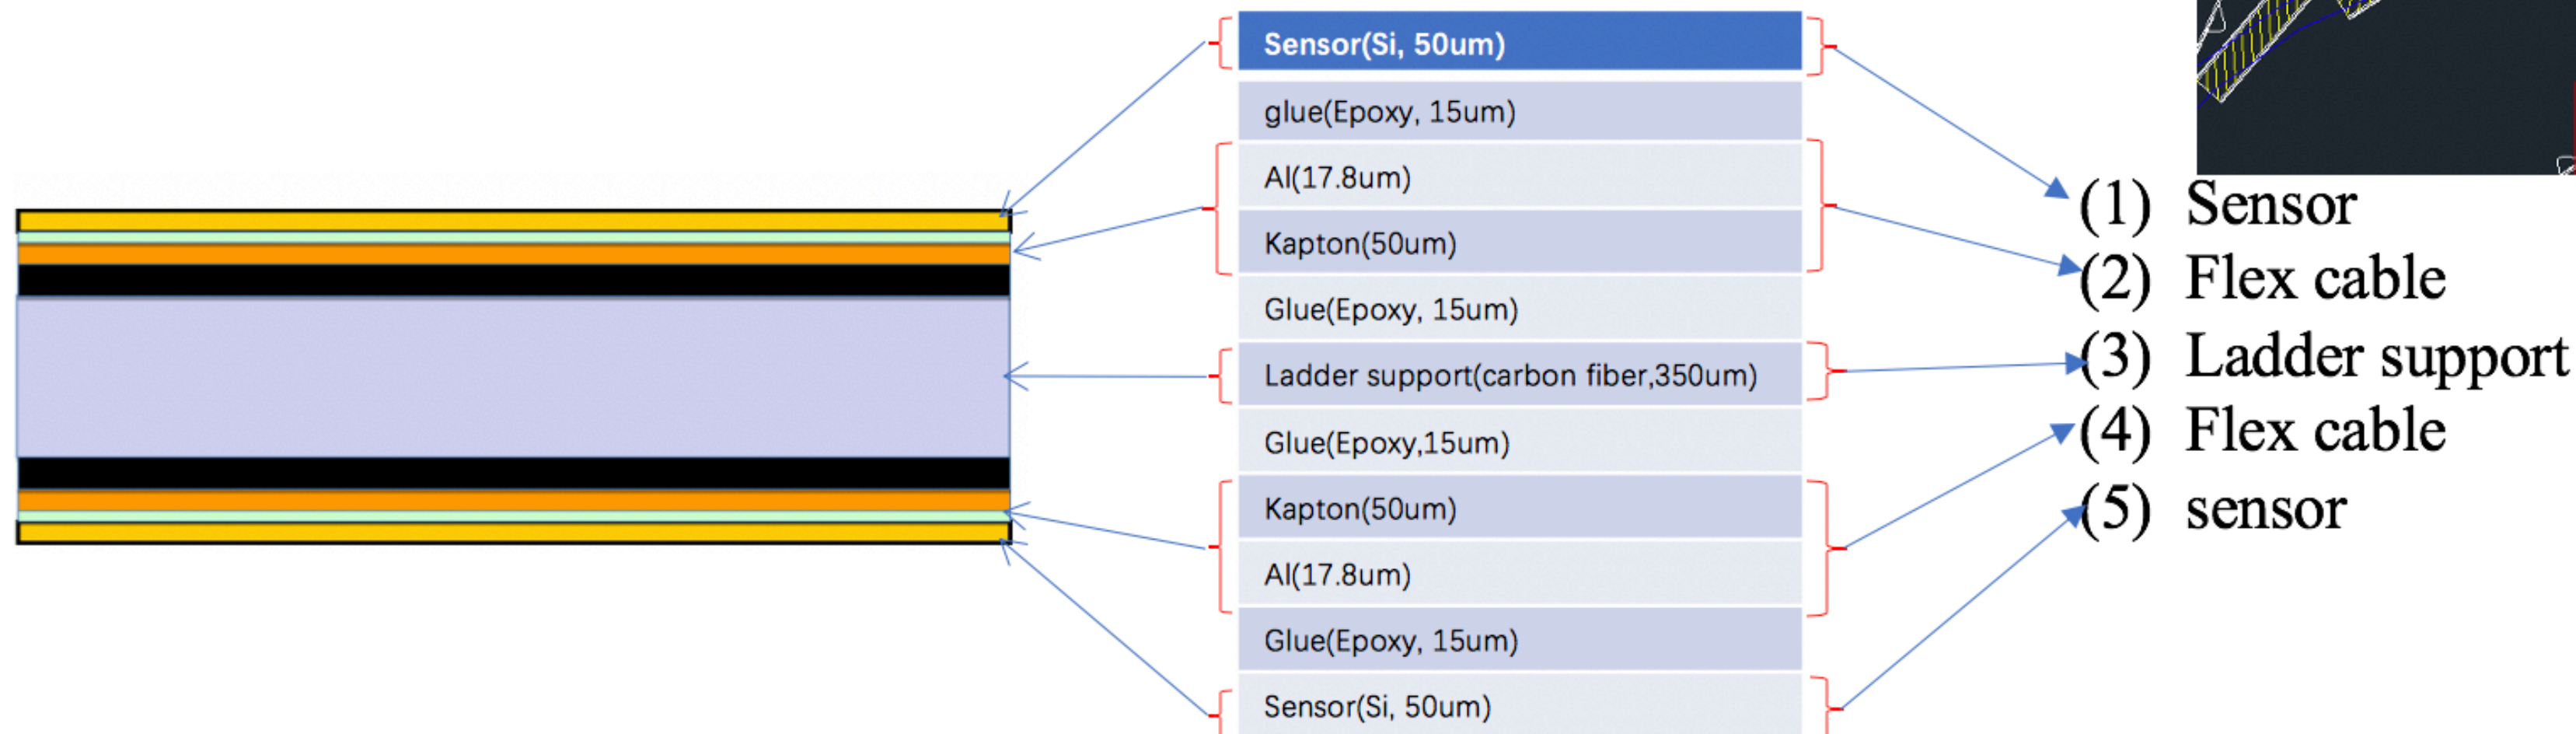 Sensor(Si, 50um)
glue(Epoxy, 15um)
Al(17.8um)
Kapton(50um)
Glue(Epoxy, 15um)
Ladder support(carbon fiber,350um)
Glue(Epoxy,15um)
Kapton(50um)
Al(17.8um)
Glue(Epoxy, 15um)
Sensor(Si, 50um)
(1) Sensor
(2) Flex cable
(3) Ladder support
(4) Flex cable
(5) sensor